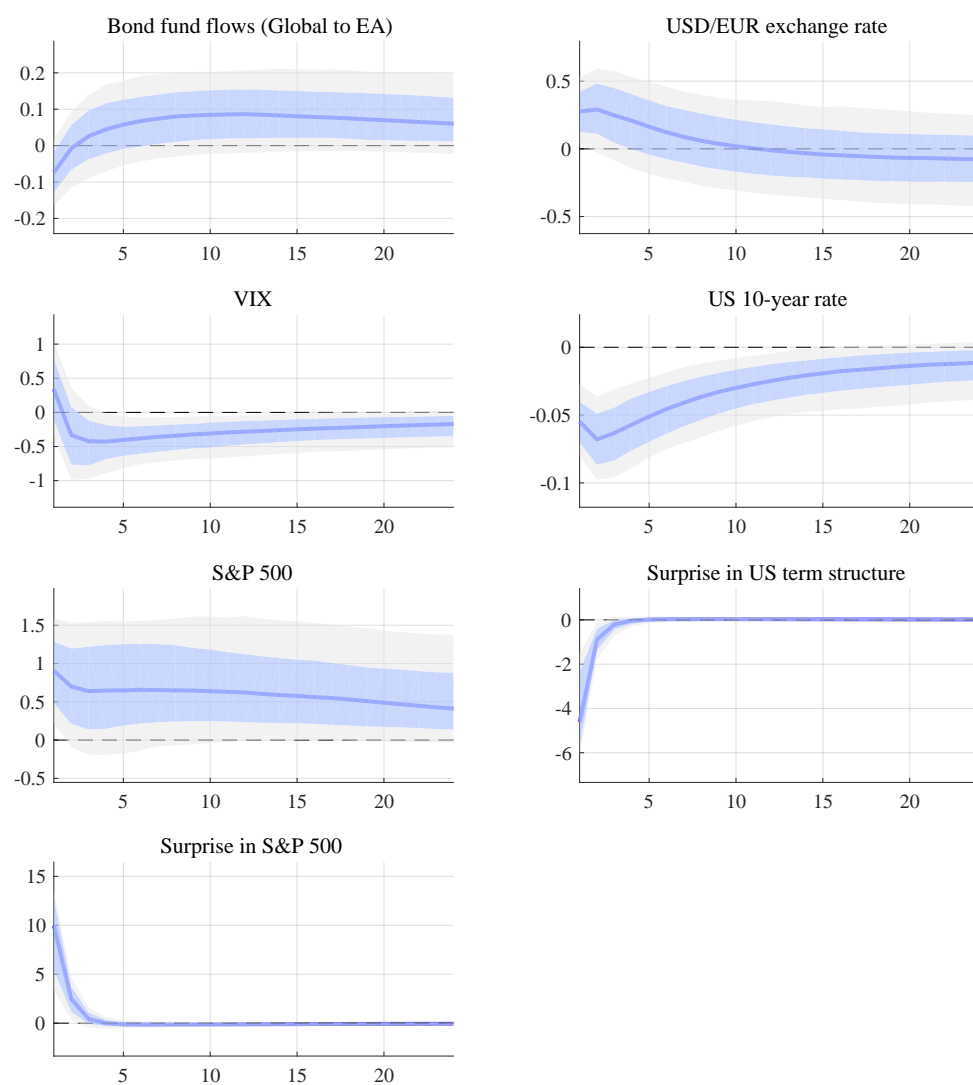 Bond fund flows (Global to EA)
0.2
0.1
0
-0.1
-0.2
5 10 15 20
USD/EUR exchange rate
0.5
0
-0.5
5 10 15 20
VIX
1
0.5
0
-0.5
-1
5 10 15 20
US 10-year rate
0
-0.05
-0.1
5 10 15 20
S&P 500
1.5
1
0.5
0
-0.5
5 10 15 20
Surprise in US term structure
0
-2
-4
-6
5 10 15 20
Surprise in S&P 500
15
10
5
0
5 10 15 20